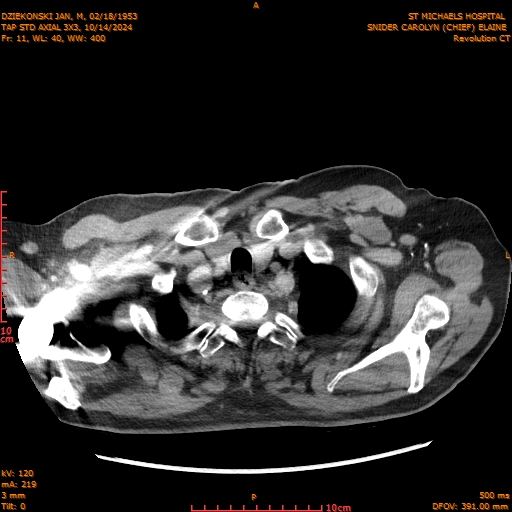 A
DZIEKONSKI JAN, M, 02/18/1953
TAP STD AXIAL 3X3, 10/14/2024
Fr: 11, WL: 40, WW: 400
ST MICHAELS HOSPITAL
SNIDER CAROLYN (CHIEF) ELAINE
Revolution CT
R
L
10
cm
kV: 120
mA: 219
3 mm
Tilt: 0
P
10cm
500 ms
DFOV: 391.00 mm